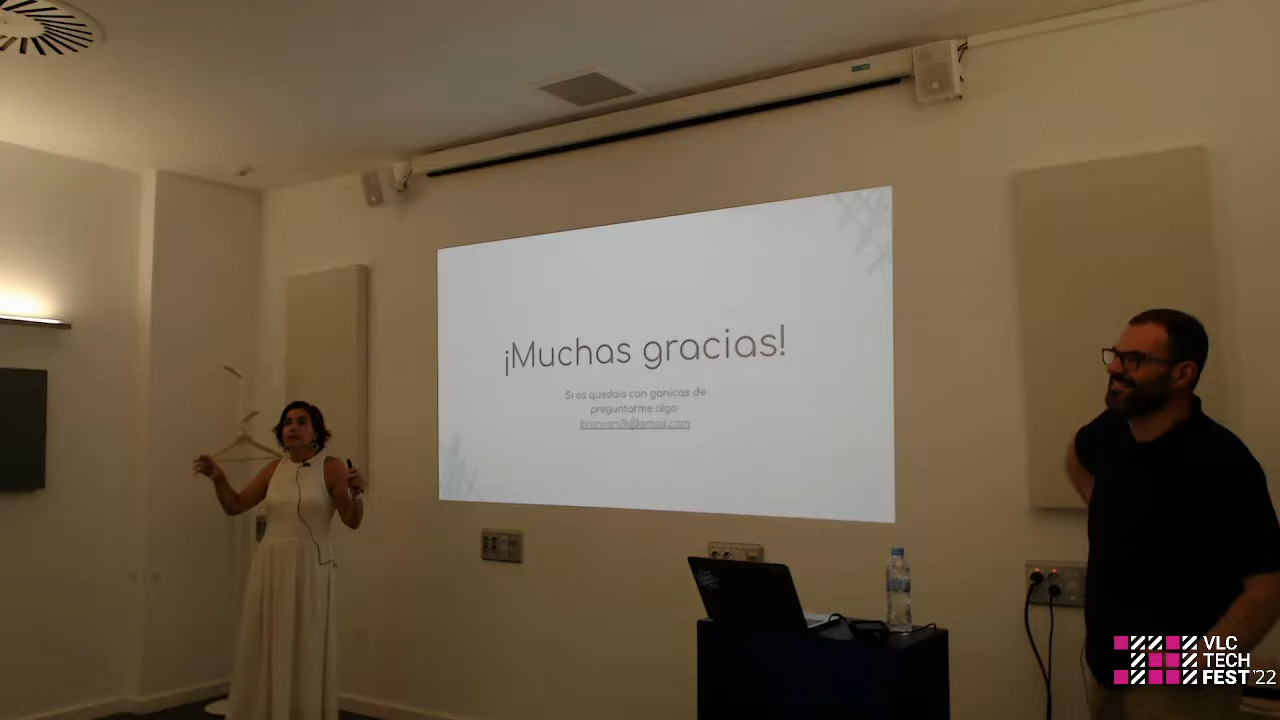 ¡Muchas gracias!
Si os quedais con ganicas de
preguntarme algo
VLC
TECH
FEST'22